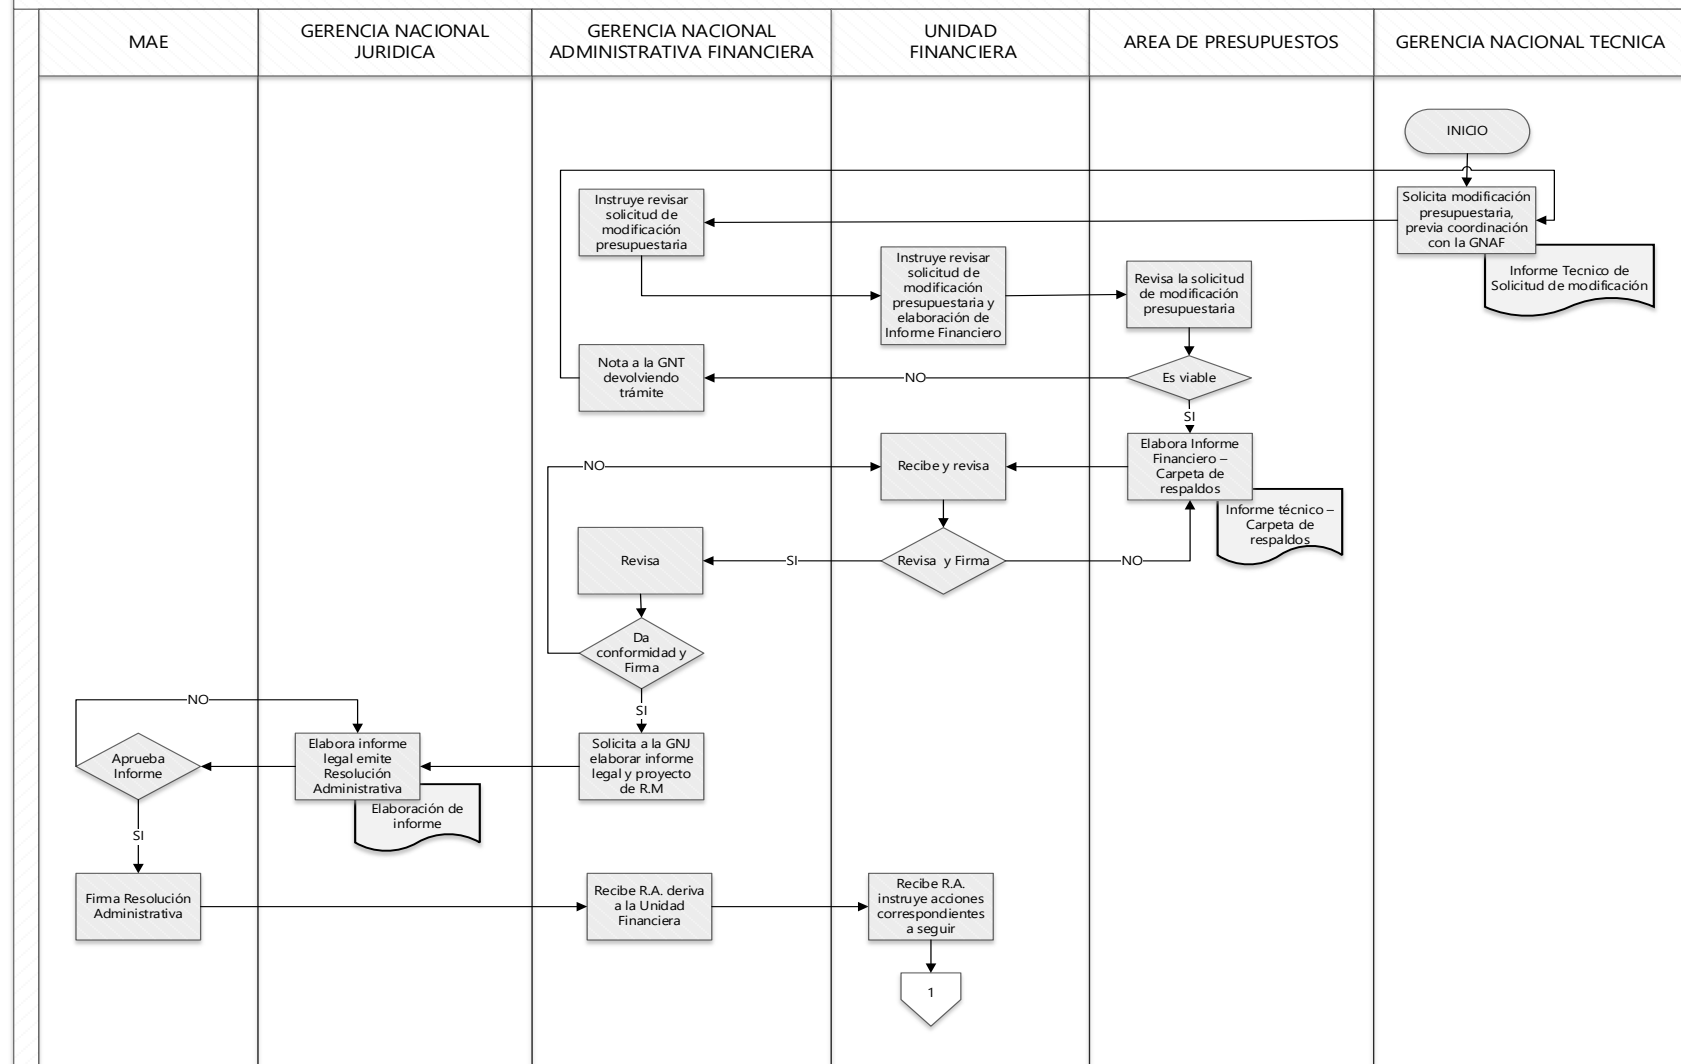 MAE
GERENCIA NACIONAL
JURIDICA
GERENCIA NACIONAL
ADMINISTRATIVA FINANCIERA
UNIDAD
FINANCIERA
AREA DE PRESUPUESTOS
GERENCIA NACIONAL TECNICA
INICIO
Solicita modificación
presupuestaria,
previa coordinación
con la GNAF
Informe Tecnico de
Solicitud de modificación
Instruye revisar
solicitud de
modificación
presupuestaria
Instruye revisar
solicitud de
modificación
presupuestaria y
elaboración de
Informe Financiero
Revisa la solicitud
de modificación
presupuestaria
Es viable
NO
Nota a la GNT
devolviendo
trámite
SI
Elabora Informe
Financiero –
Carpeta de
respaldos
Informe técnico –
Carpeta de
respaldos
Recibe y revisa
NO
Revisa y Firma
NO
SI
Revisa
Da
conformidad y
Firma
SI
Solicita a la GNJ
elaborar informe
legal y proyecto
de R.M
Elabora informe
legal emite
Resolución
Administrativa
Elaboración de
informe
NO
Aprueba
Informe
SI
Firma Resolución
Administrativa
Recibe R.A. deriva
a la Unidad
Financiera
Recibe R.A.
instruye acciones
correspondientes
a seguir
1